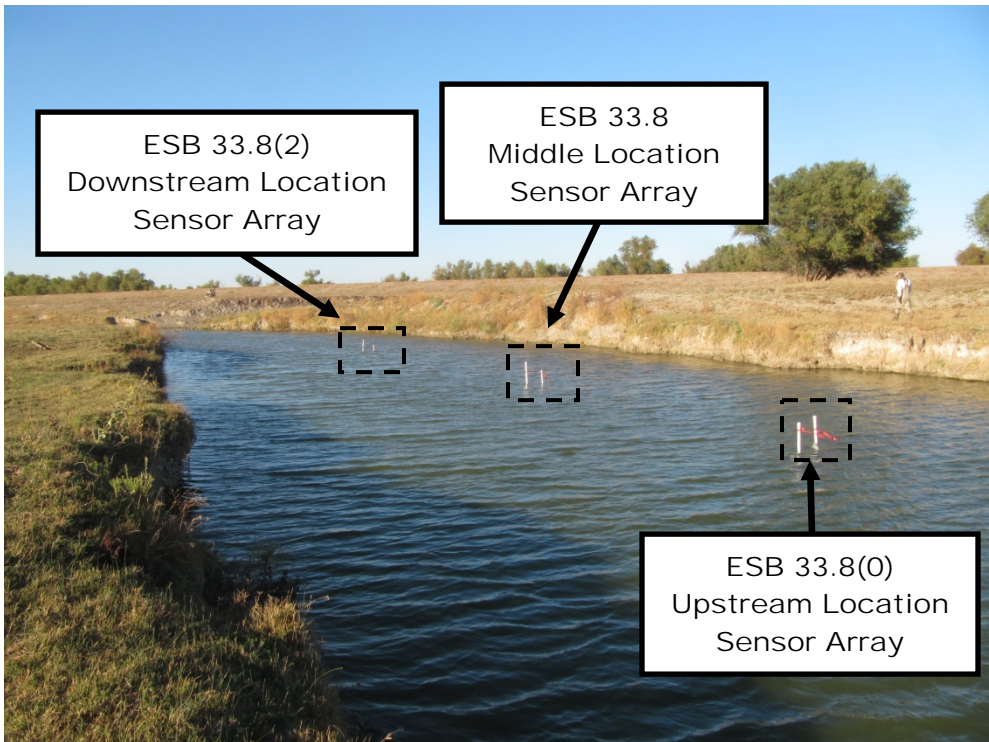 ESB 33.8(2)
Downstream Location
Sensor Array
ESB 33.8
Middle Location
Sensor Array
ESB 33.8(0)
Upstream Location
Sensor Array